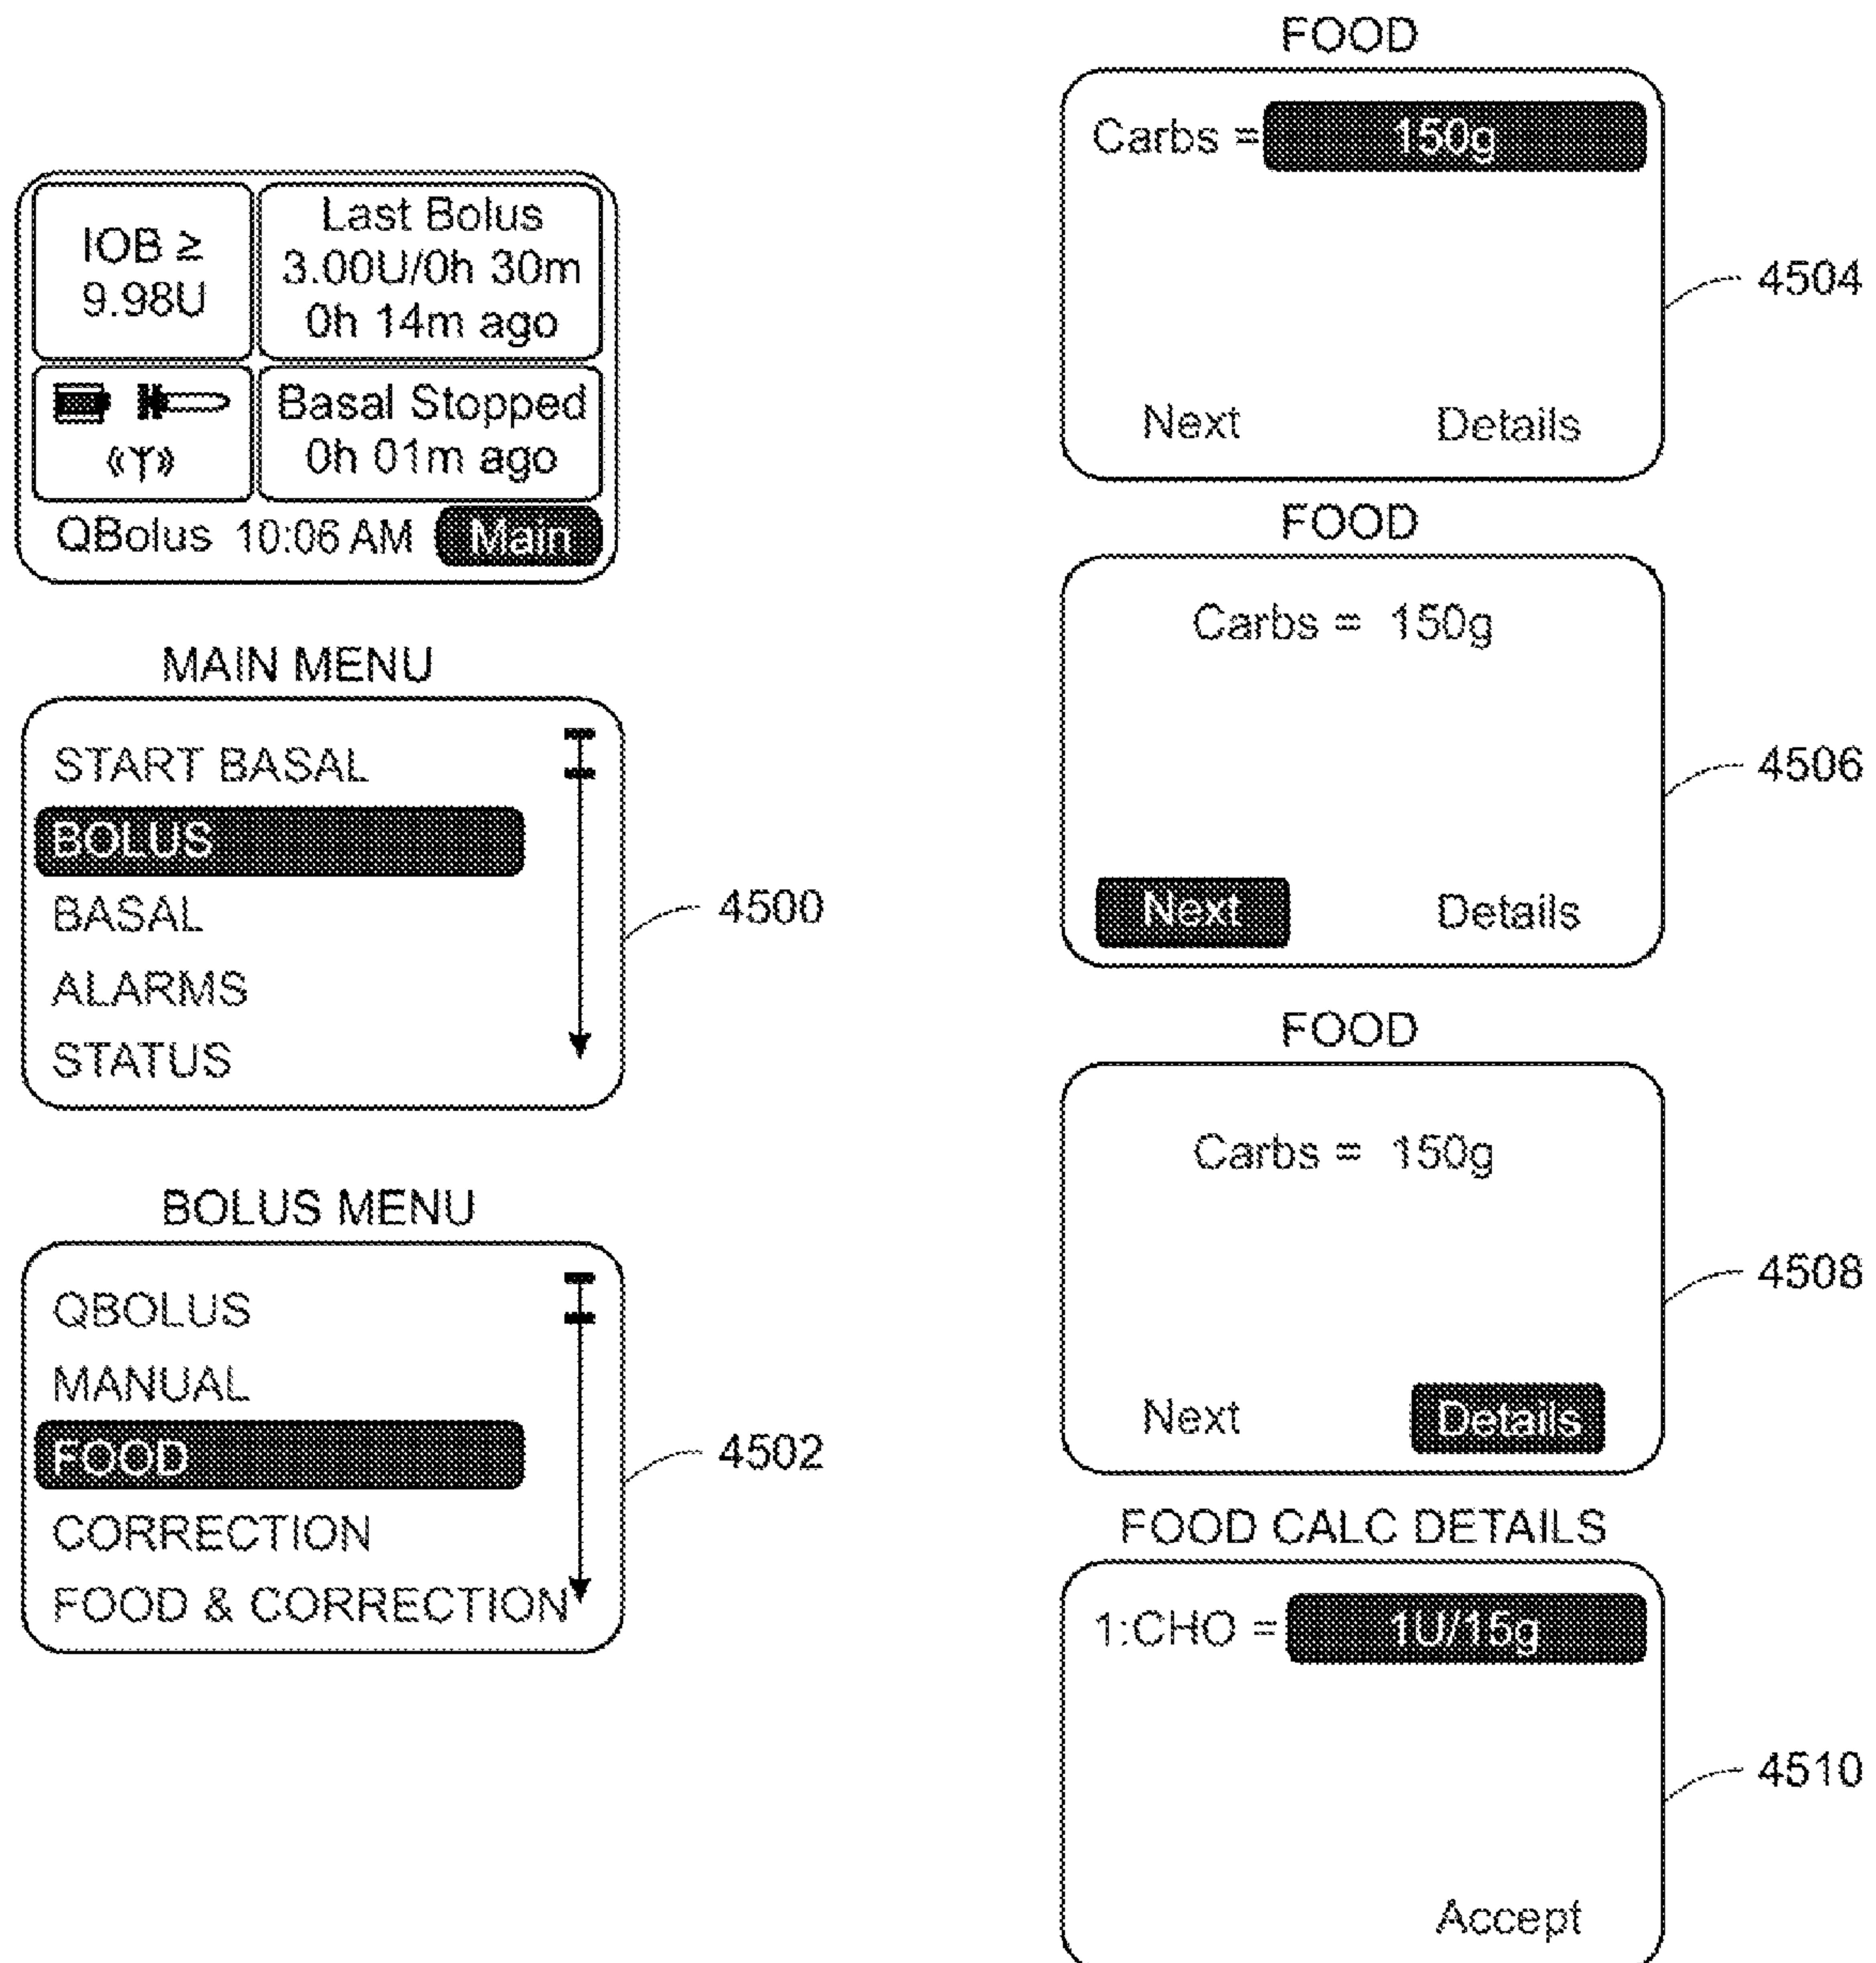 IOB ≥
9.98U
Last Bolus
3.00U/0h 30m
0h 14m ago
Basal Stopped
0h 01m ago
QBolus 10:06 AM Main
MAIN MENU
START BASAL
BOLUS
BASAL
ALARMS
STATUS
4500
BOLUS MENU
QBOLUS
MANUAL
FOOD
CORRECTION
FOOD & CORRECTION
4502
FOOD
Carbs = 150g
Next Details
4504
FOOD
Carbs = 150g
Next Details
4506
FOOD
Carbs = 150g
Next Details
4508
FOOD CALC DETAILS
1:CHO = 1U/15g
Accept
4510